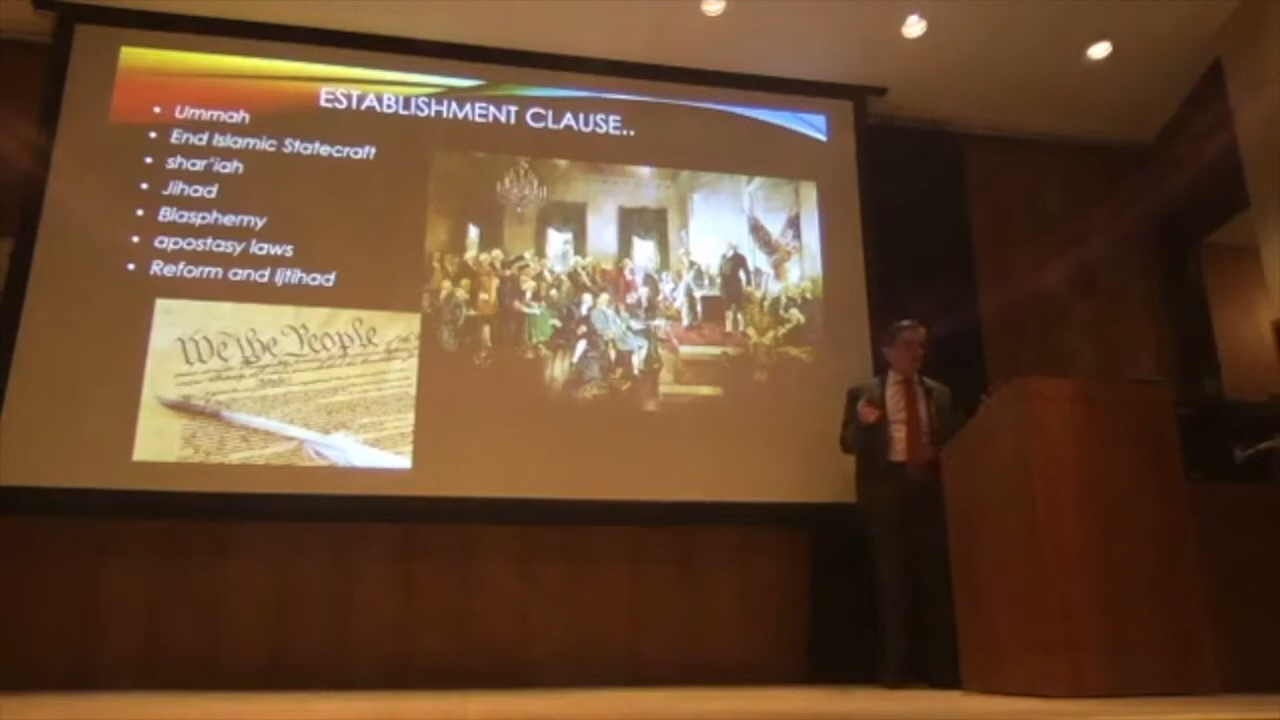 ESTABLISHMENT CLAUSE..
• Ummah
• End Islamic Statecraft
• shar'iah
• Jihad
• Blasphemy
• apostasy laws
• Reform and Ijtihad
We the People